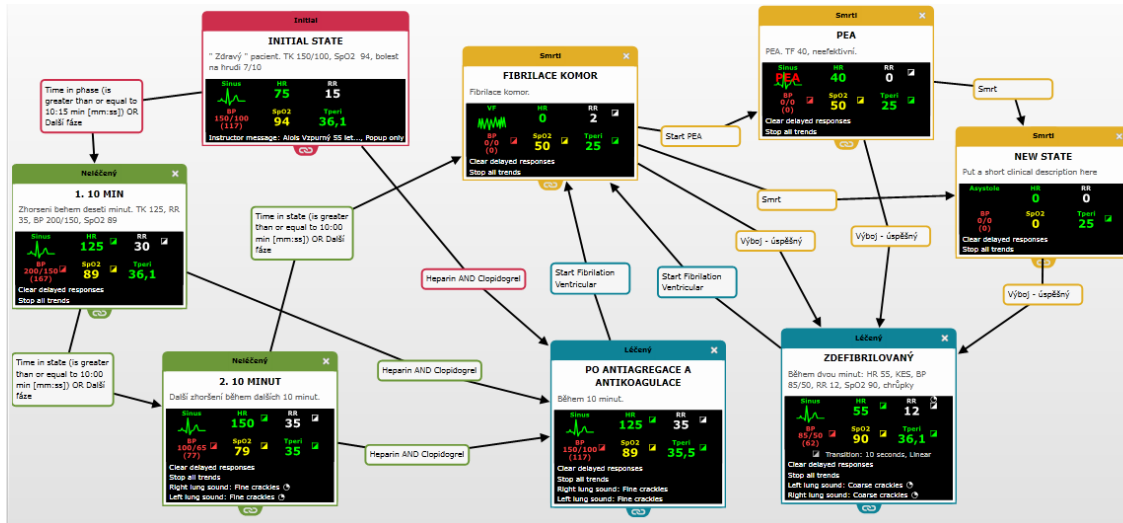 Initial
INITIAL STATE
" Zdravý " pacient. TK 150/100, SpO2 94, bolest
na hrudi 7/10
Sinus HR RR
75 15
BP SpO2 Tperi
150/100
(117)
94 36,1
Instructor message: Alois Vzpurný 55 let..., Popup only
Smrti
FIBRILACE KOMOR
Fibrilace komor.
VF HR RR
0 2
BP SpO2 Tperi
0/0
(0)
50 25
Clear delayed responses
Stop all trends
Smrti
PEA
PEA. TF 40, neefektivní.
Sinus HR RR
PEA 40 0
BP SpO2 Tperi
0/0
(0)
50 25
Clear delayed responses
Stop all trends
Smrti
NEW STATE
Put a short clinical description here
Asystole HR RR
0 0
BP SpO2 Tperi
0/0
(0)
0 25
Clear delayed responses
Stop all trends
Time in phase (is
greater than or equal to
10:15 min [mm:ss]) OR
Další fáze
Start PEA
Smrt
Smrt
Neléčený
1. 10 MIN
Zhorseni behem deseti minut. TK 125, RR
35, BP 200/150, SpO2 89
Sinus HR RR
125 30
BP SpO2 Tperi
200/150
(167)
89 36,1
Clear delayed responses
Stop all trends
Time in state (is greater
than or equal to 10:00
min [mm:ss]) OR Další
fáze
Heparin AND Clopidogrel
Start Fibrilation
Ventricular
Start Fibrilation
Ventricular
Výboj - úspěšný
Výboj - úspěšný
Výboj - úspěšný
Time in state (is greater
than or equal to 10:00
min [mm:ss]) OR Další
fáze
Neléčený
2. 10 MINUT
Další zhoršení během dalších 10 minut.
Sinus HR RR
150 35
BP SpO2 Tperi
100/65
(77)
79 35
Clear delayed responses
Stop all trends
Right lung sound: Fine crackles
Left lung sound: Fine crackles
Heparin AND Clopidogrel
Heparin AND Clopidogrel
Léčený
PO ANTIAGREGACE A
ANTIKOAGULACE
Během 10 minut.
Sinus HR RR
125 35
BP SpO2 Tperi
150/100
(117)
89 35,5
Clear delayed responses
Stop all trends
Right lung sound: Fine crackles
Left lung sound: Fine crackles
Léčený
ZDEFIBRILOVANÝ
Během dvou minut: HR 55, KES, BP
85/50, RR 12, SpO2 90, chrůpky
Sinus HR RR
55 12
BP SpO2 Tperi
85/50
(62)
90 36,1
Transition: 10 seconds, Linear
Clear delayed responses
Stop all trends
Left lung sound: Coarse crackles
Right lung sound: Coarse crackles